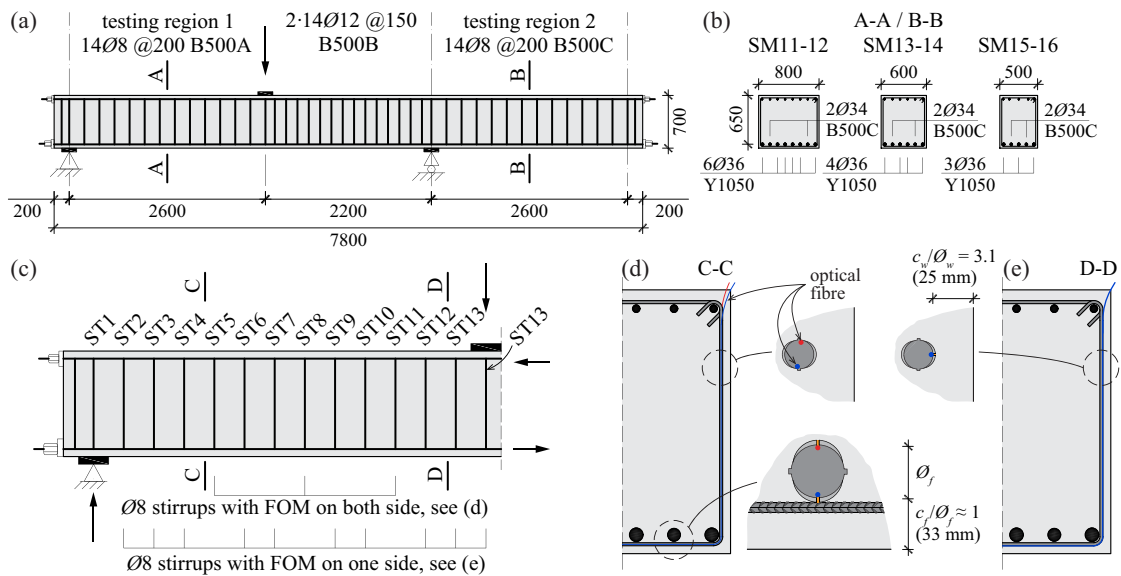 (a)
testing region 1
14Ø8 @200 B500A
2·14Ø12 @150
B500B
testing region 2
14Ø8 @200 B500C
A
B
700
A
B
200
2600
2200
2600
200
7800
(b)
A-A / B-B
SM11-12
SM13-14
SM15-16
800
600
500
650
2Ø34
B500C
2Ø34
B500C
2Ø34
B500C
6Ø36
Y1050
4Ø36
Y1050
3Ø36
Y1050
(c)
C
D
ST1
ST2
ST3
ST4
ST5
ST6
ST7
ST8
ST9
ST10
ST11
ST12
ST13
ST13
C
D
Ø8 stirrups with FOM on both side, see (d)
Ø8 stirrups with FOM on one side, see (e)
(d)
C-C
optical
fibre
c_w/Ø_w = 3.1
(25 mm)
Ø_f
c_f/Ø_f ≈ 1
(33 mm)
(e)
D-D